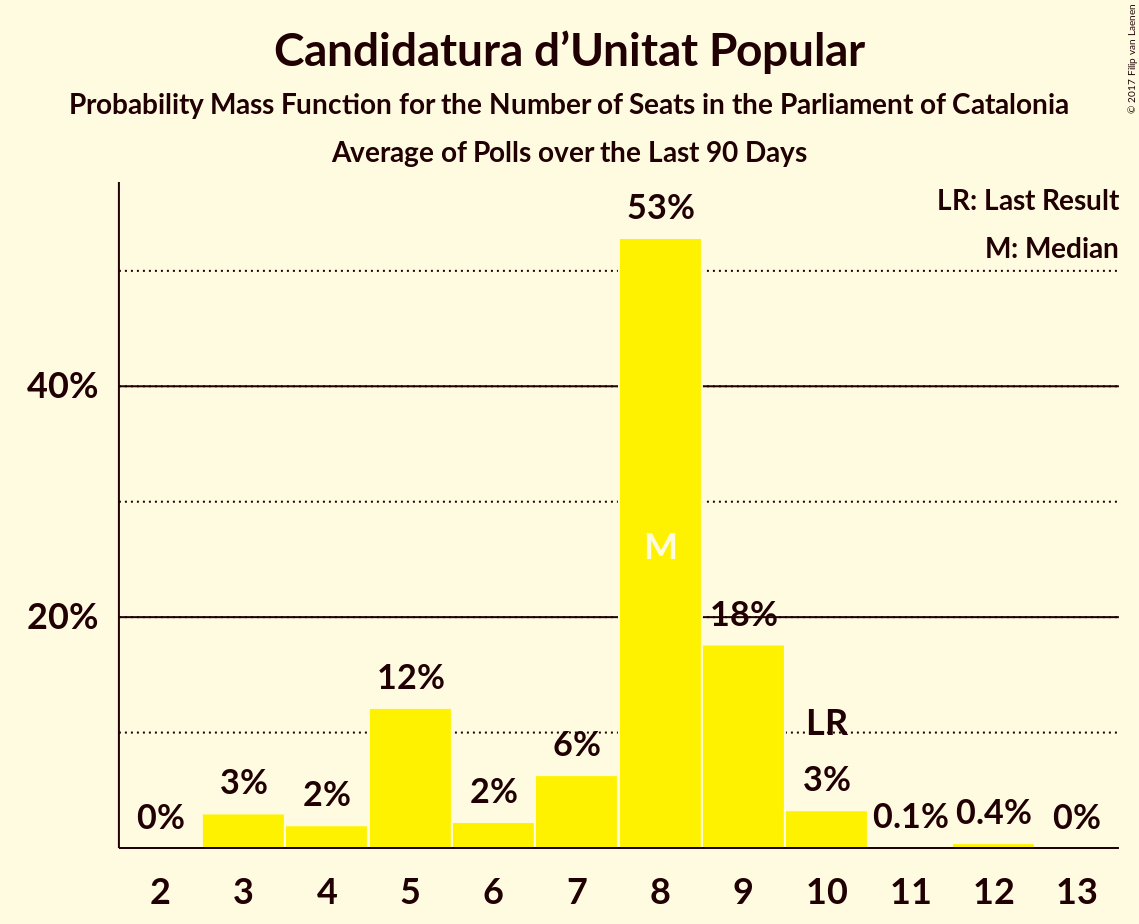 Candidatura d’Unitat Popular
Probability Mass Function for the Number of Seats in the Parliament of Catalonia
Average of Polls over the Last 90 Days
© 2017 Filip van Laenen
LR: Last Result
M: Median
53%
40%
M
20%
18%
12%
LR
6%
3%
2%
2%
3%
0%
0.1%
0.4%
0%
2 3 4 5 6 7 8 9 10 11 12 13